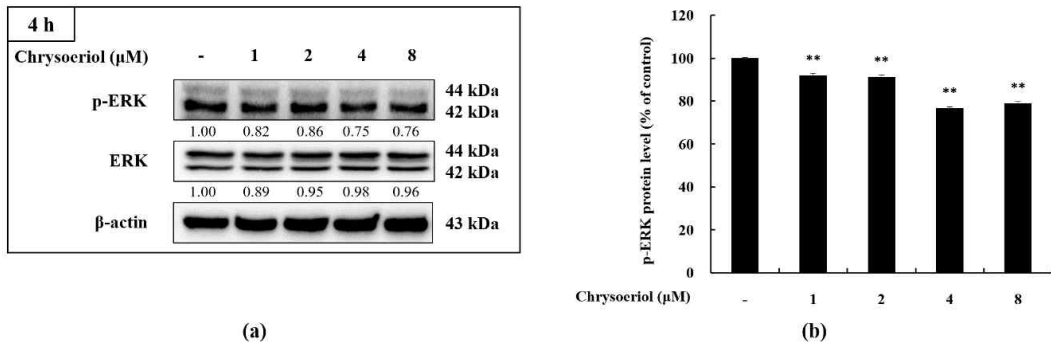 4 h
Chrysoeriol (μM) - 1 2 4 8
p-ERK 44 kDa
42 kDa
1.00 0.82 0.86 0.75 0.76
ERK 44 kDa
42 kDa
1.00 0.89 0.95 0.98 0.96
β-actin 43 kDa
(a)
p-ERK protein level (% of control)
120
100
80
60
40
20
0
** ** ** **
Chrysoeriol (μM) - 1 2 4 8
(b)